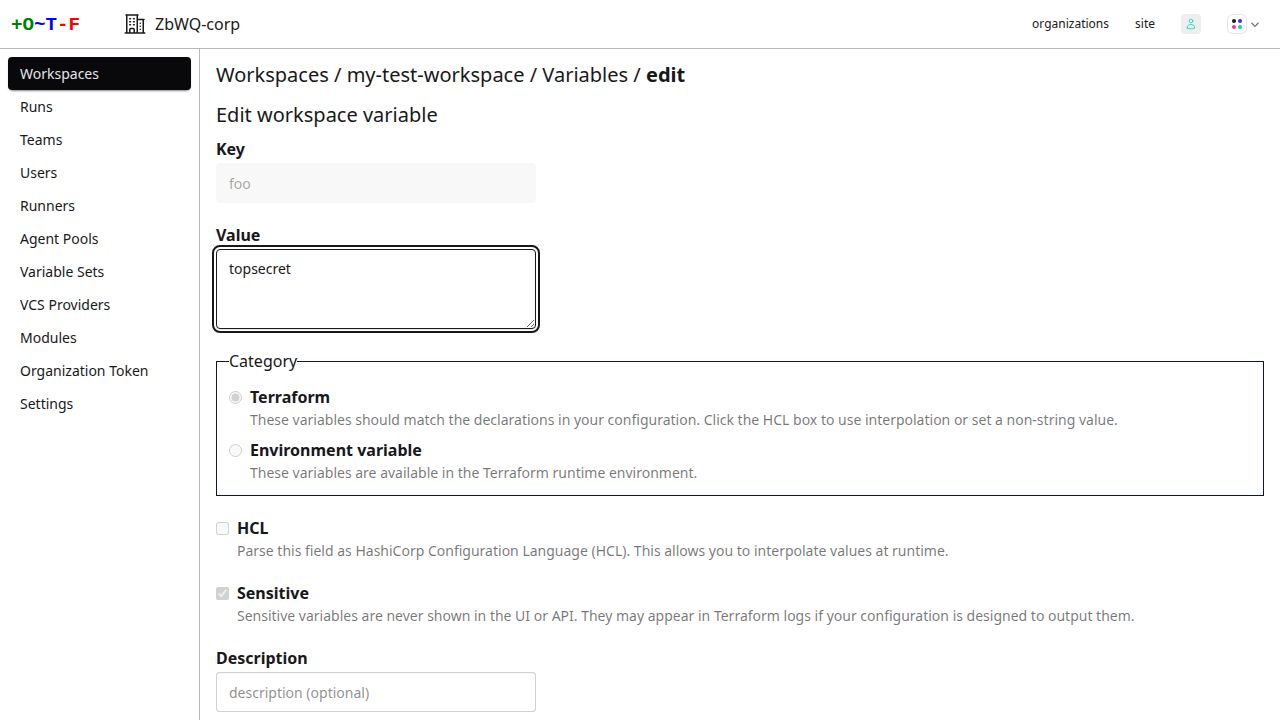 +O~T-F
ZbWQ-corp
organizations
site
Workspaces
Runs
Teams
Users
Runners
Agent Pools
Variable Sets
VCS Providers
Modules
Organization Token
Settings
Workspaces / my-test-workspace / Variables / edit
Edit workspace variable
Key
foo
Value
topsecret
Category
Terraform
These variables should match the declarations in your configuration. Click the HCL box to use interpolation or set a non-string value.
Environment variable
These variables are available in the Terraform runtime environment.
HCL
Parse this field as HashiCorp Configuration Language (HCL). This allows you to interpolate values at runtime.
Sensitive
Sensitive variables are never shown in the UI or API. They may appear in Terraform logs if your configuration is designed to output them.
Description
description (optional)